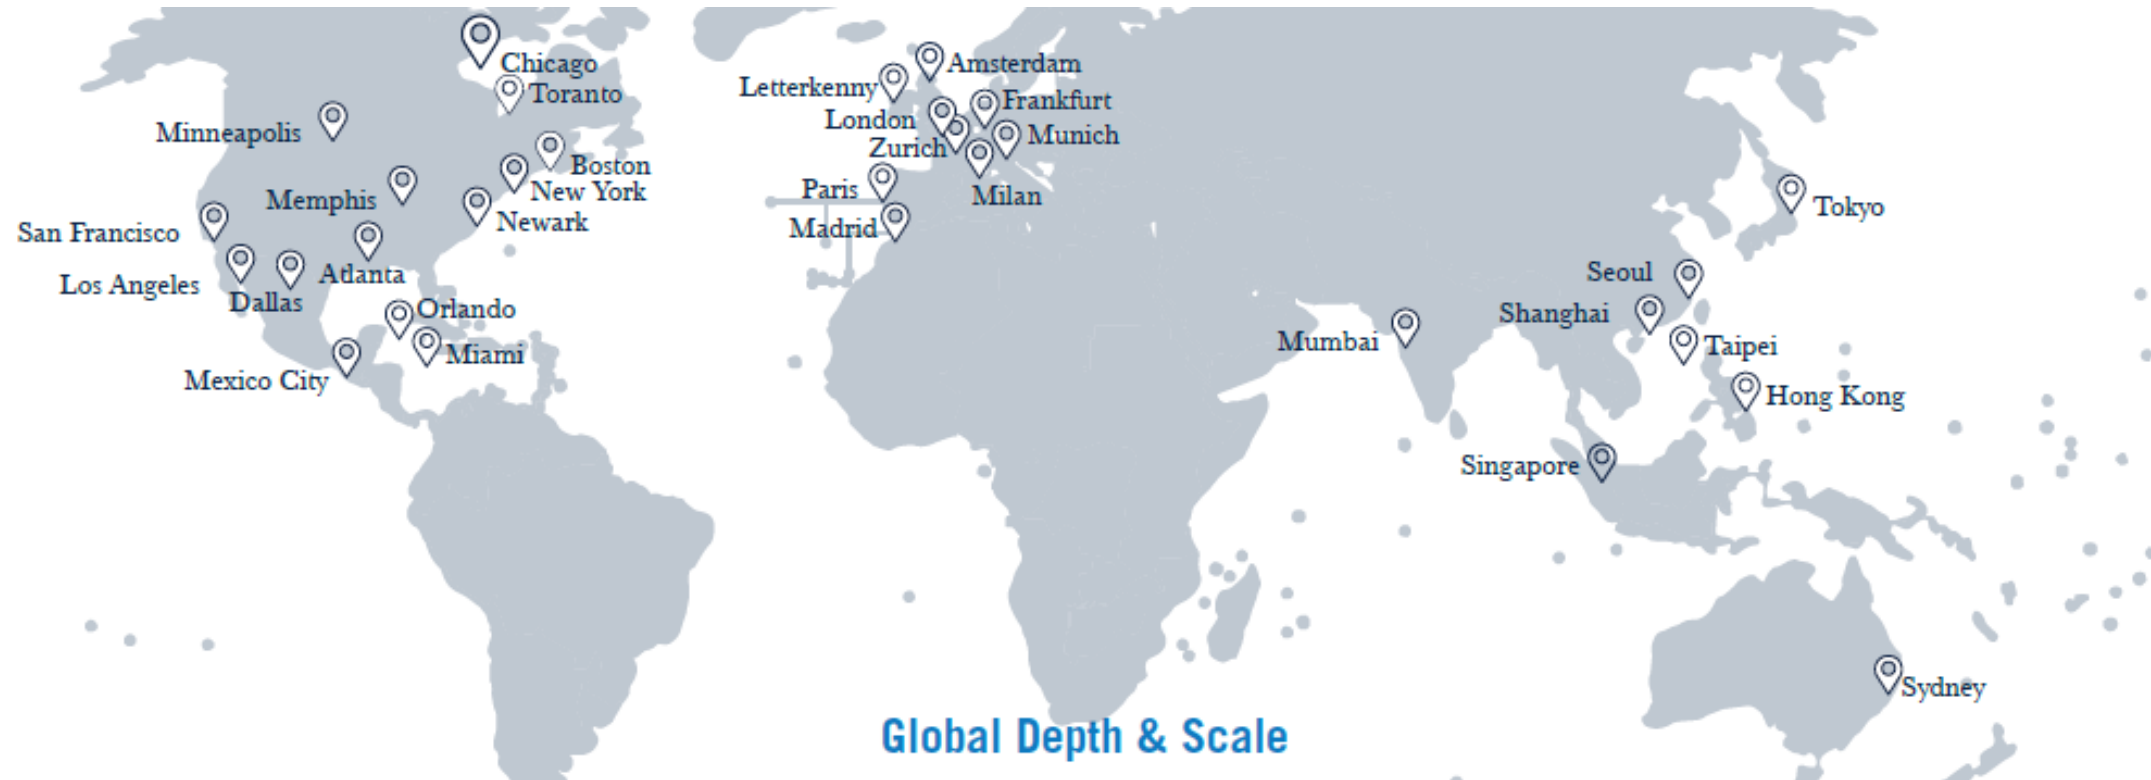 Chicago
Toranto
Minneapolis
Boston
New York
Memphis
Newark
San Francisco
Atlanta
Los Angeles
Dallas
Orlando
Miami
Mexico City
Amsterdam
Letterkenny
Frankfurt
London
Munich
Zurich
Paris
Milan
Madrid
Tokyo
Seoul
Shanghai
Mumbai
Taipei
Hong Kong
Singapore
Sydney
Global Depth & Scale